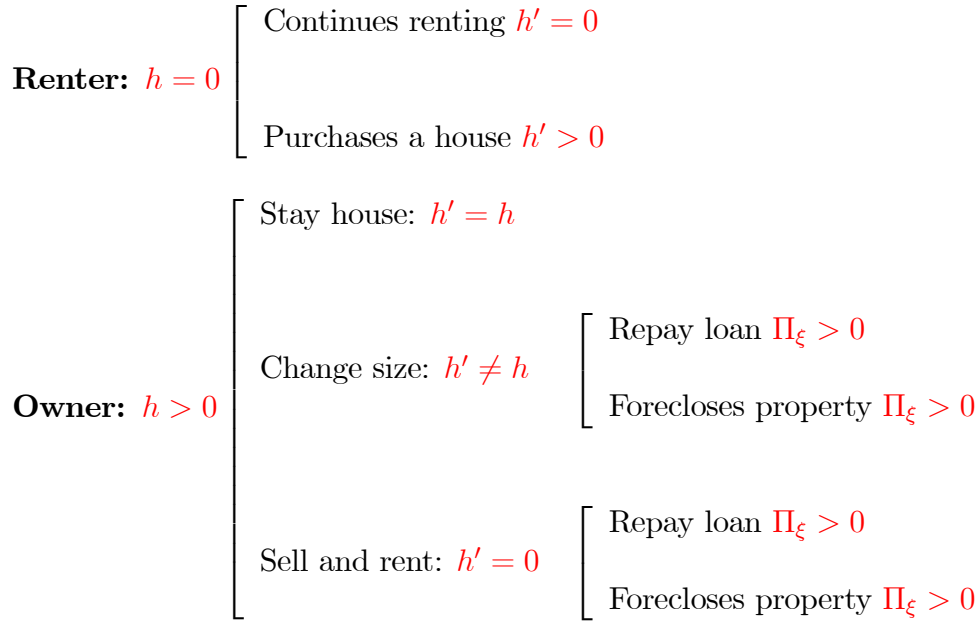 Continues renting h′ = 0
Renter: h = 0
Purchases a house h′ > 0
Stay house: h′ = h
Repay loan Π_ξ > 0
Change size: h′ ≠ h
Forecloses property Π_ξ > 0
Owner: h > 0
Repay loan Π_ξ > 0
Sell and rent: h′ = 0
Forecloses property Π_ξ > 0